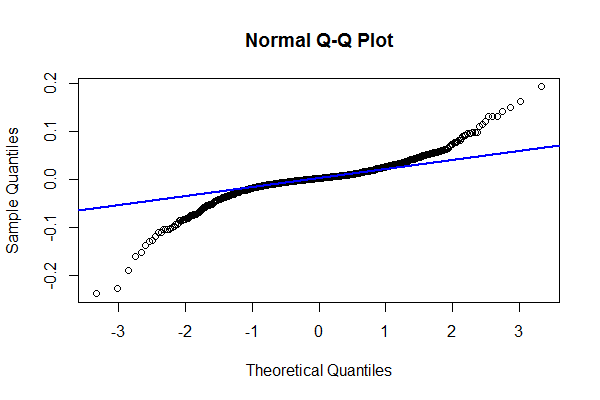 Normal Q-Q Plot
Sample Quantiles
0.2
0.1
0.0
-0.1
-0.2
-3 -2 -1 0 1 2 3
Theoretical Quantiles